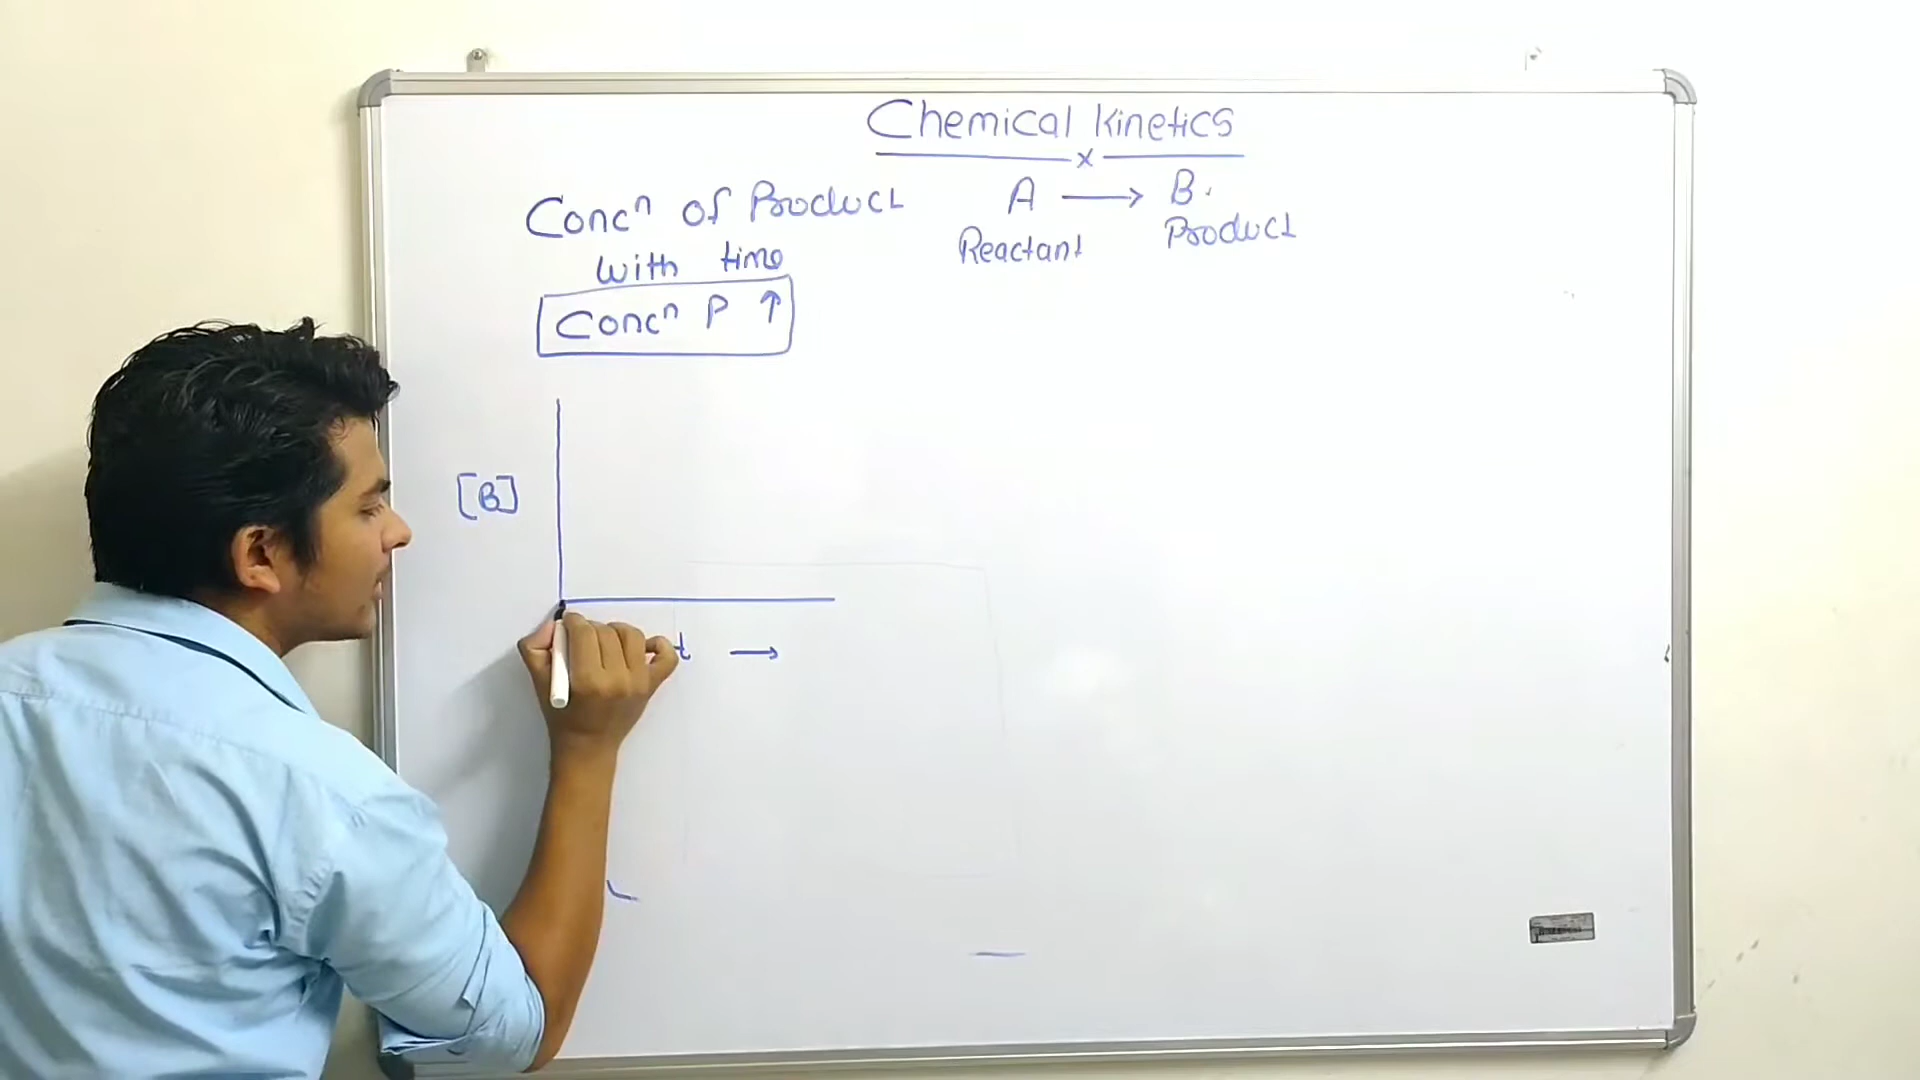 Chemical Kinetics
x
Concⁿ of Product
with time
Concⁿ P ↑
A ⟶ B.
Reactant Product
[B]
t ⟶